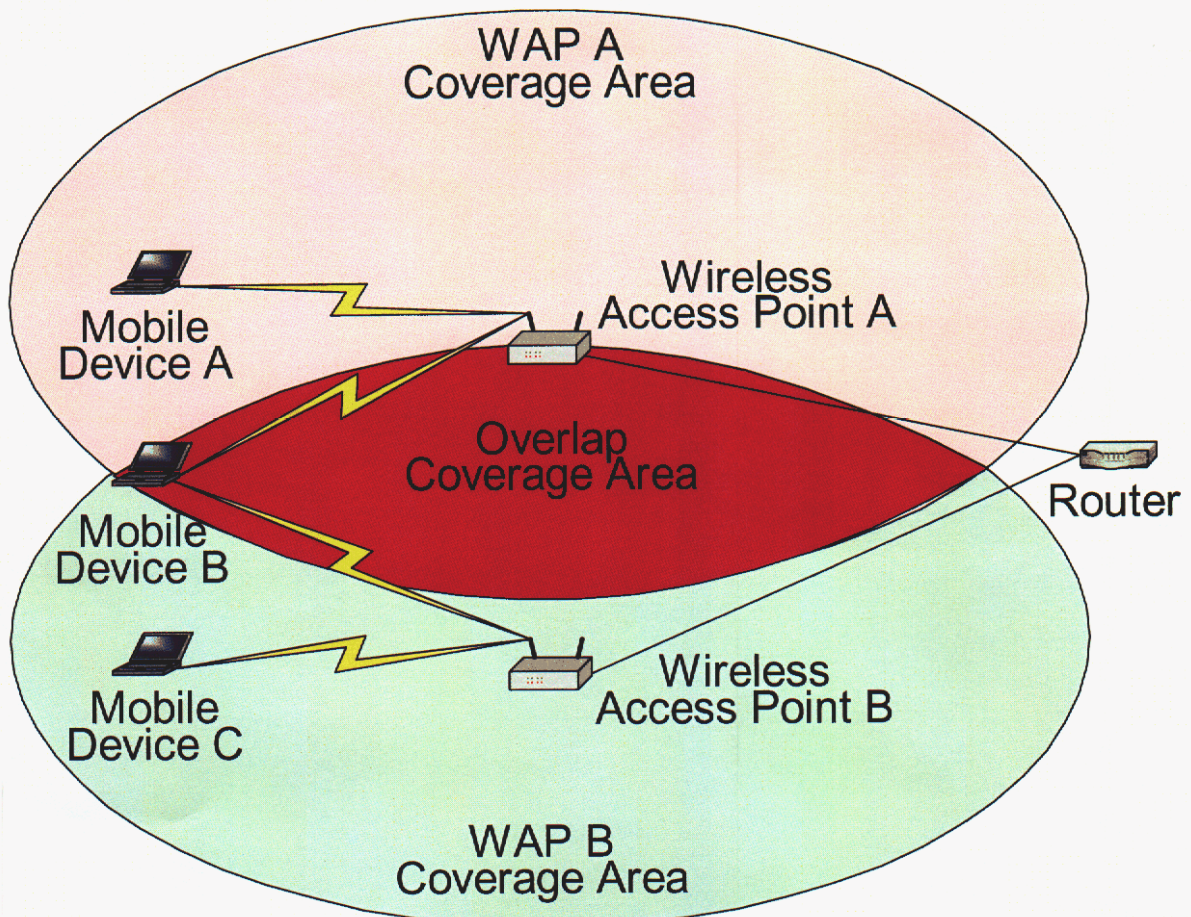 WAP A
Coverage Area
Wireless
Access Point A
Mobile
Device A
Overlap
Coverage Area
Router
Mobile
Device B
Wireless
Access Point B
Mobile
Device C
WAP B
Coverage Area